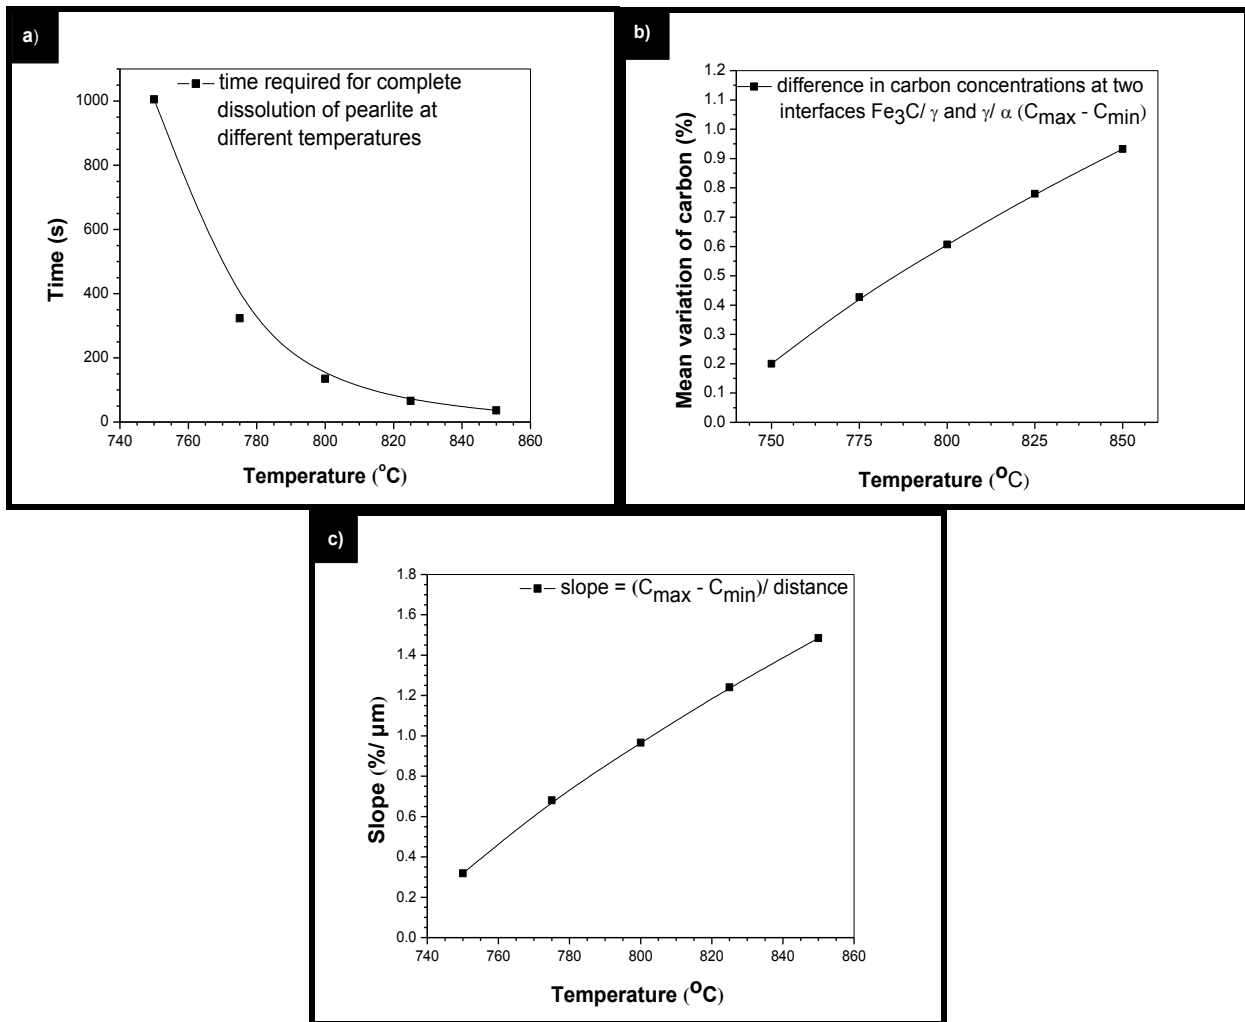 a)
time required for complete
dissolution of pearlite at
different temperatures
1000
800
600
400
200
0
Time (s)
740 760 780 800 820 840 860
Temperature (°C)
b)
difference in carbon concentrations at two
interfaces Fe3C/ γ and γ/ α (Cmax - Cmin)
1.2
1.1
1.0
0.9
0.8
0.7
0.6
0.5
0.4
0.3
0.2
0.1
0.0
Mean variation of carbon (%)
750 775 800 825 850
Temperature (OC)
c)
slope = (Cmax - Cmin)/ distance
1.8
1.6
1.4
1.2
1.0
0.8
0.6
0.4
0.2
0.0
Slope (%/ µm)
740 760 780 800 820 840 860
Temperature (OC)